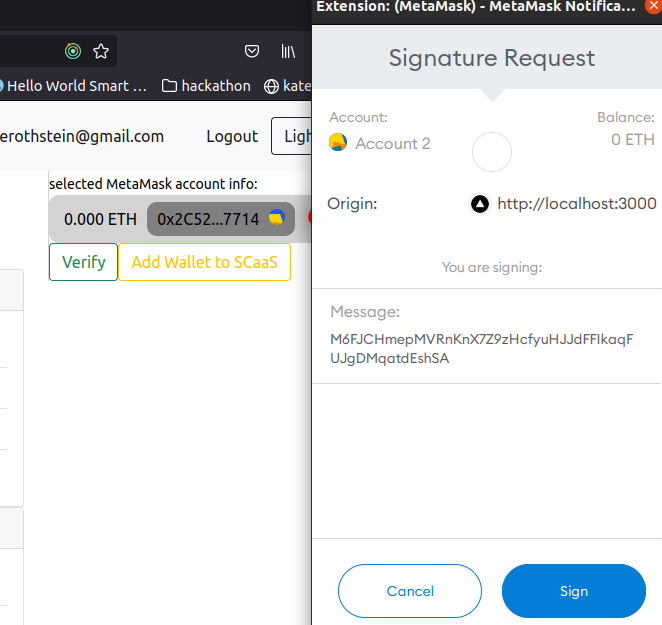 Extension: (MetaMask) - MetaMask Notifica...
Hello World Smart ...
hackathon
kate
erothstein@gmail.com
Logout
Ligh
selected MetaMask account info:
0.000 ETH
0x2C52...7714
Verify
Add Wallet to SCaaS
Signature Request
Account:
Account 2
Balance:
0 ETH
Origin:
http://localhost:3000
You are signing:
Message:
M6FJCHmepMVRnKnX7Z9zHcfyuHJJdFFIkaqF
UJgDMqatdEshSA
Cancel
Sign